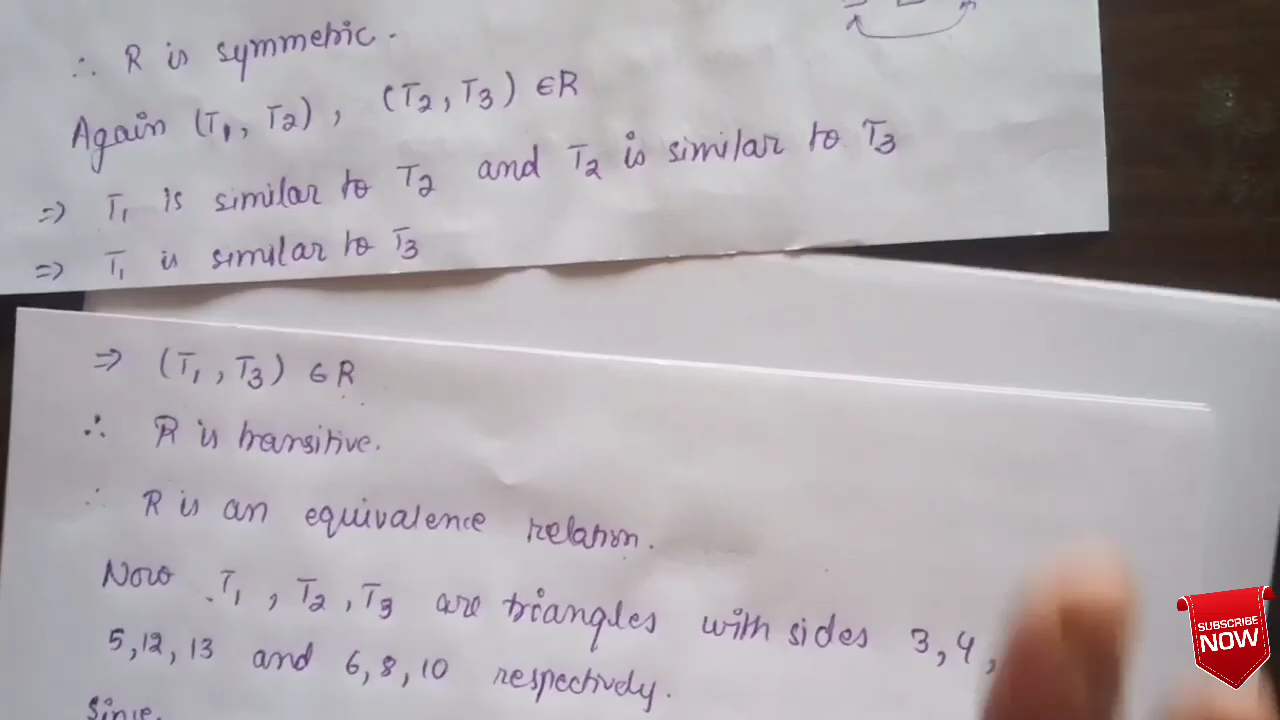 ∴ R is symmetric.
Again (T₁, T₂), (T₂, T₃) ∈R
⇒ T₁ is similar to T₂ and T₂ is similar to T₃
⇒ T₁ is similar to T₃
⇒ (T₁, T₃) ∈ R
∴ R is transitive.
∴ R is an equivalence relation.
Now T₁, T₂, T₃ are triangles with sides 3, 4,
5, 12, 13 and 6, 8, 10 respectively.
Since
SUBSCRIBE
NOW